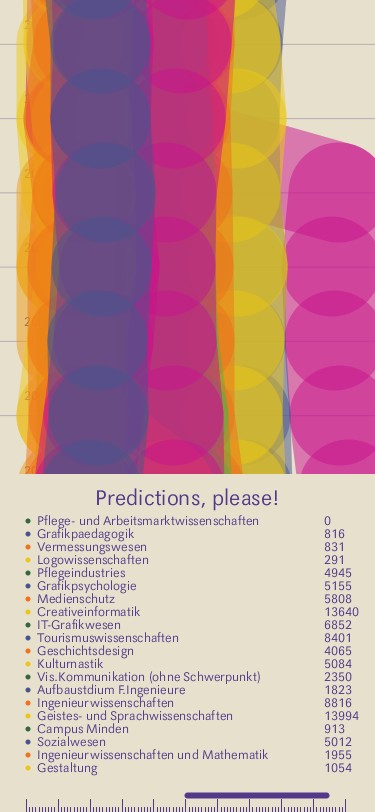 Predictions, please!
Pflege- und Arbeitsmarktwissenschaften 0
Grafikpaedagogik 816
Vermessungswesen 831
Logowissenschaften 291
Pflegeindustries 4945
Grafikpsychologie 5155
Medienschutz 5808
Creativeinformatik 13640
IT-Grafikwesen 6852
Tourismuswissenschaften 8401
Geschichtsdesign 4065
Kulturnastik 5084
Vis.Kommunikation (ohne Schwerpunkt) 2350
Aufbaustdium F.Ingenieure 1823
Ingenieurwissenschaften 8816
Geistes- und Sprachwissenschaften 13994
Campus Minden 913
Sozialwesen 5012
Ingenieurwissenschaften und Mathematik 1955
Gestaltung 1054